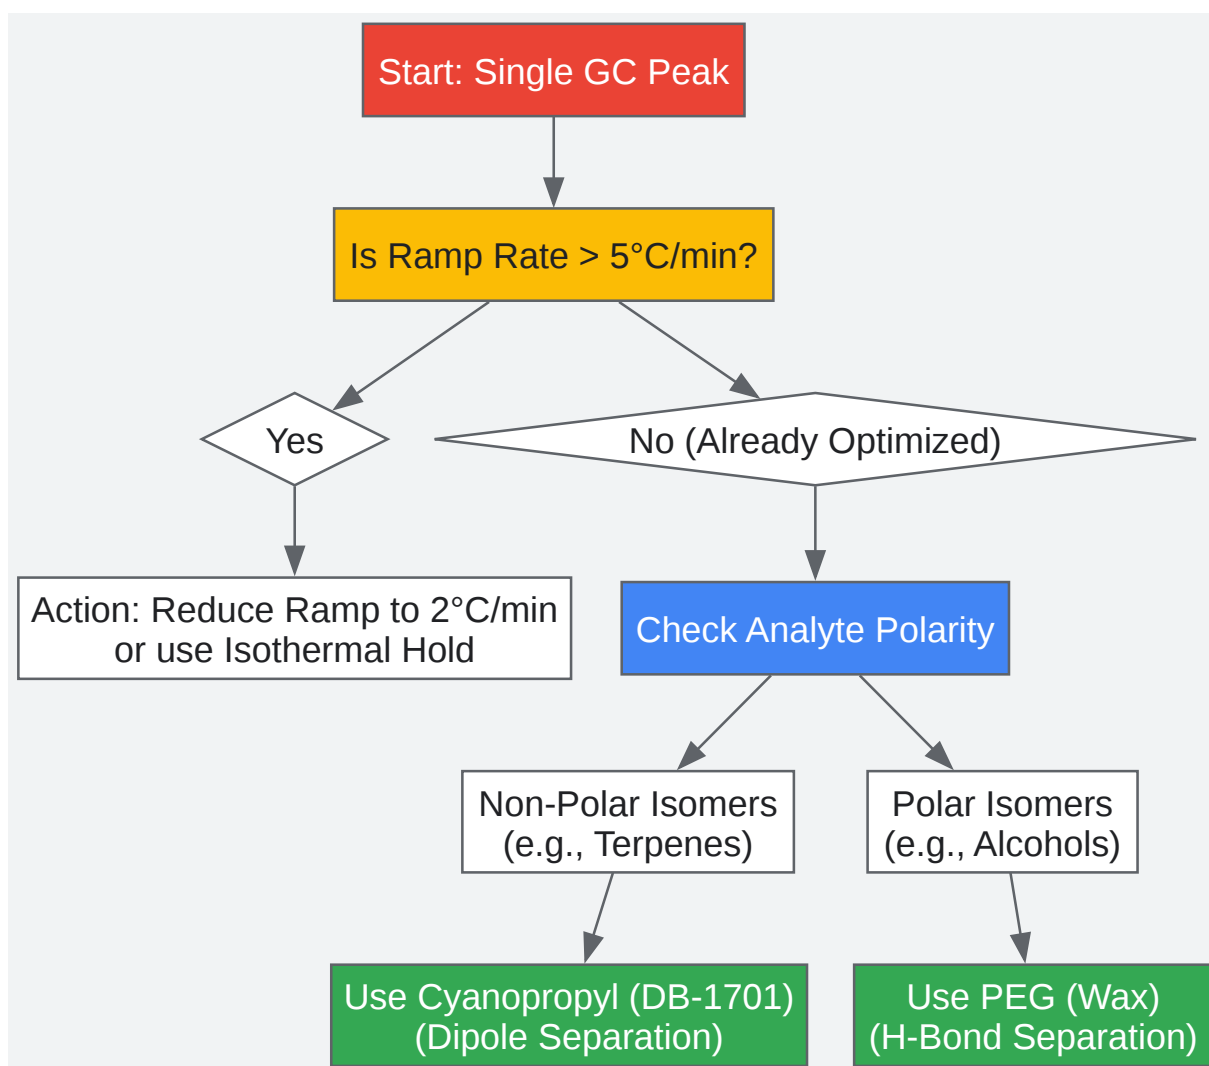 Start: Single GC Peak
Is Ramp Rate > 5°C/min?
Yes
No (Already Optimized)
Action: Reduce Ramp to 2°C/min
or use Isothermal Hold
Check Analyte Polarity
Non-Polar Isomers
(e.g., Terpenes)
Polar Isomers
(e.g., Alcohols)
Use Cyanopropyl (DB-1701)
(Dipole Separation)
Use PEG (Wax)
(H-Bond Separation)